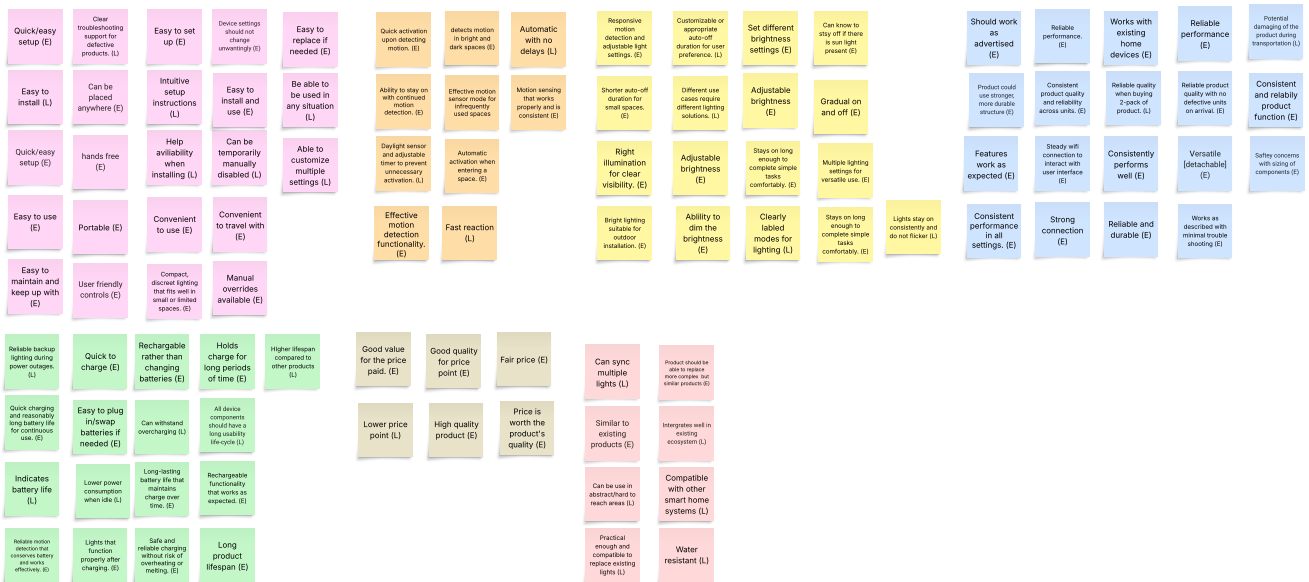 Quick/easy
setup (E)
Clear
troubleshooting
support for
defective
products. (L)
Easy to set
up (E)
Device settings
should not
change
unwantingly (E)
Easy to
replace if
needed (E)
Easy to
install (L)
Can be
placed
anywhere (E)
Intuitive
setup
instructions
(L)
Easy to
install and
use (E)
Be able to
be used in
any situation
(L)
Quick/easy
setup (E)
hands free
(E)
Help
aviliability
when
installing (L)
Can be
temporarily
manually
disabled (L)
Able to
customize
multiple
settings (L)
Easy to use
(E)
Portable (E)
Convenient
to use (E)
Convenient
to travel with
(E)
Easy to
maintain and
keep up with (E)
User friendly
controls (E)
Compact,
discreet lighting
that fits well in
small or limited
spaces. (E)
Manual
overrides
available (E)
Quick activation
upon detecting
motion. (E)
detects motion
in bright and
dark spaces (E)
Automatic
with no
delays (L)
Ability to stay on
with continued
motion
detection. (E)
Effective motion
sensor mode for
infrequently
used spaces
Motion sensing
that works
properly and is
consistent (E)
Daylight sensor
and adjustable
timer to prevent
unnecessary
activation. (L)
Automatic
activation when
entering a
space. (E)
Effective
motion
detection
functionality.
(E)
Fast reaction
(L)
Responsive
motion
detection and
adjustable light
settings. (E)
Customizable or
appropriate
auto-off
duration for user
preference. (L)
Set different
brightness
settings (E)
Can know to
stsy off if there
is sun light
present (E)
Shorter auto-off
duration for
small spaces.
(E)
Different use
cases require
different lighting
solutions. (L)
Adjustable
brightness
(E)
Gradual on
and off (E)
Right
illumination
for clear
visibility. (E)
Adjustable
brightness
(E)
Stays on long
enough to
complete simple
tasks
comfortably. (E)
Multiple lighting
settings for
versatile use. (E)
Bright lighting
suitable for
outdoor
installation. (E)
Ablility to
dim the
brightness (E)
Clearly
labled
modes for
lighting (L)
Stays on long
enough to
complete simple
tasks
comfortably. (E)
Lights stay on
consistently and
do not flicker (L)
Should work
as
advertised
(E)
Reliable
performance.
(E)
Works with
existing
home
devices (E)
Reliable
performance
(E)
Potential
damaging of the
product during
transportation (L)
Product could
use stronger,
more durable
structure (E)
Consistent
product quality
and reliability
across units. (E)
Reliable quality
when buying
2-pack of
product. (L)
Reliable product
quality with no
defective units
on arrival. (E)
Consistent
and relabily
product
function (E)
Features
work as
expected (E)
Steady wifi
connection to
interact with
user interface
(E)
Consistently
performs
well (E)
Versatile
[detachable]
(E)
Saftey concerns
with sizing of
components (E)
Consistent
performance
in all
settings. (E)
Strong
connection
(E)
Reliable and
durable (E)
Works as
described with
minimal trouble
shooting (E)
Reliable backup
lighting during
power outages.
(L)
Quick to
charge (E)
Rechargable
rather than
changing
batteries (E)
Holds
charge for
long periods
of time (E)
Higher lifespan
compared to
other products
(L)
Quick charging
and reasonably
long battery life
for continuous
use. (E)
Easy to plug
in/swap
batteries if
needed (E)
Can withstand
overcharging (L)
All device
components
should have a
long usability
life-cycle (L)
Indicates
battery life
(L)
Lower power
consumption
when idle (L)
Long-lasting
battery life that
maintains
charge over
time. (E)
Rechargeable
functionality
that works as
expected. (E)
Reliable motion
detection that
conserves battery
and works
effectively. (E)
Lights that
function
properly after
charging. (E)
Safe and
reliable charging
without risk of
overheating or
melting. (E)
Long
product
lifespan (E)
Good value
for the price
paid. (E)
Good quality
for price
point (E)
Fair price (E)
Lower price
point (L)
High quality
product (E)
Price is
worth the
product's
quality (E)
Can sync
multiple
lights (L)
Product should be
able to replace
more complex but
similar products (E)
Similar to
existing
products (E)
Intergrates well in
existing
ecosystem (L)
Can be use in
abstract/hard to
reach areas (L)
Compatible
with other
smart home
systems (L)
Practical
enough and
compatible to
replace existing
lights (L)
Water
resistant (L)